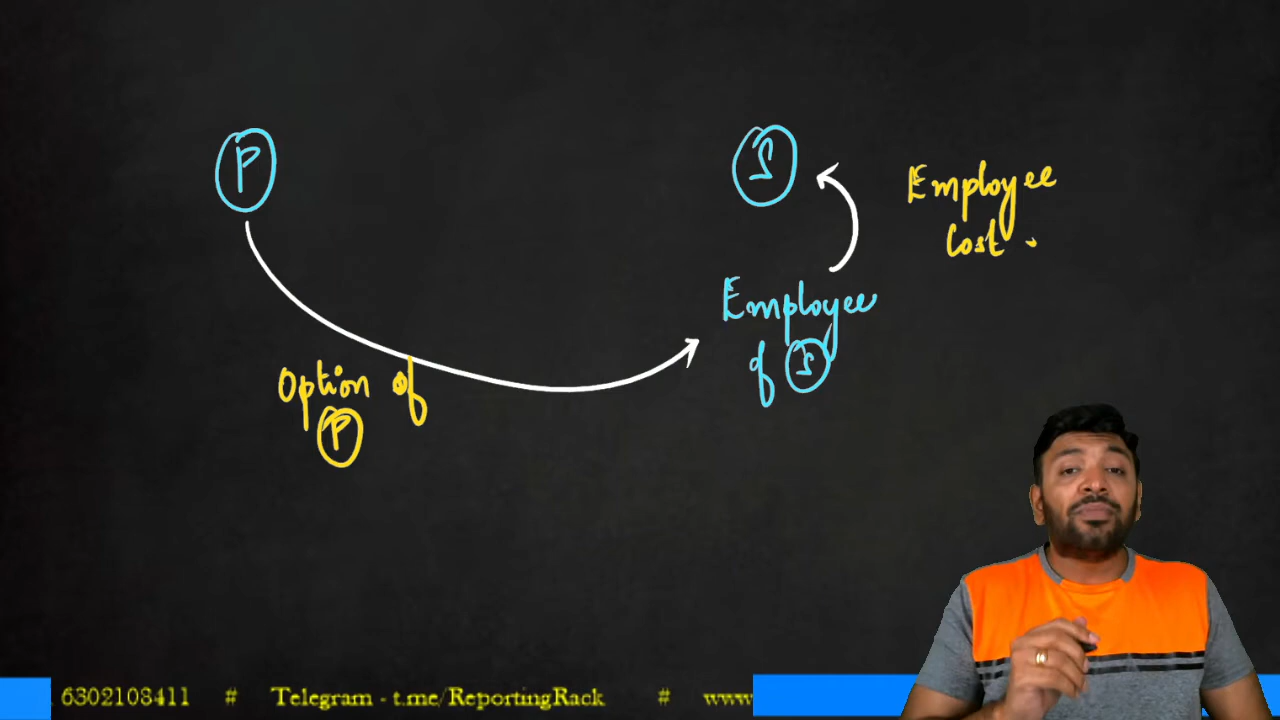 P
S
Employee
Cost .
Employee
of S
Option of
P
6302108411 # Telegram - t.me/ReportingRack # www